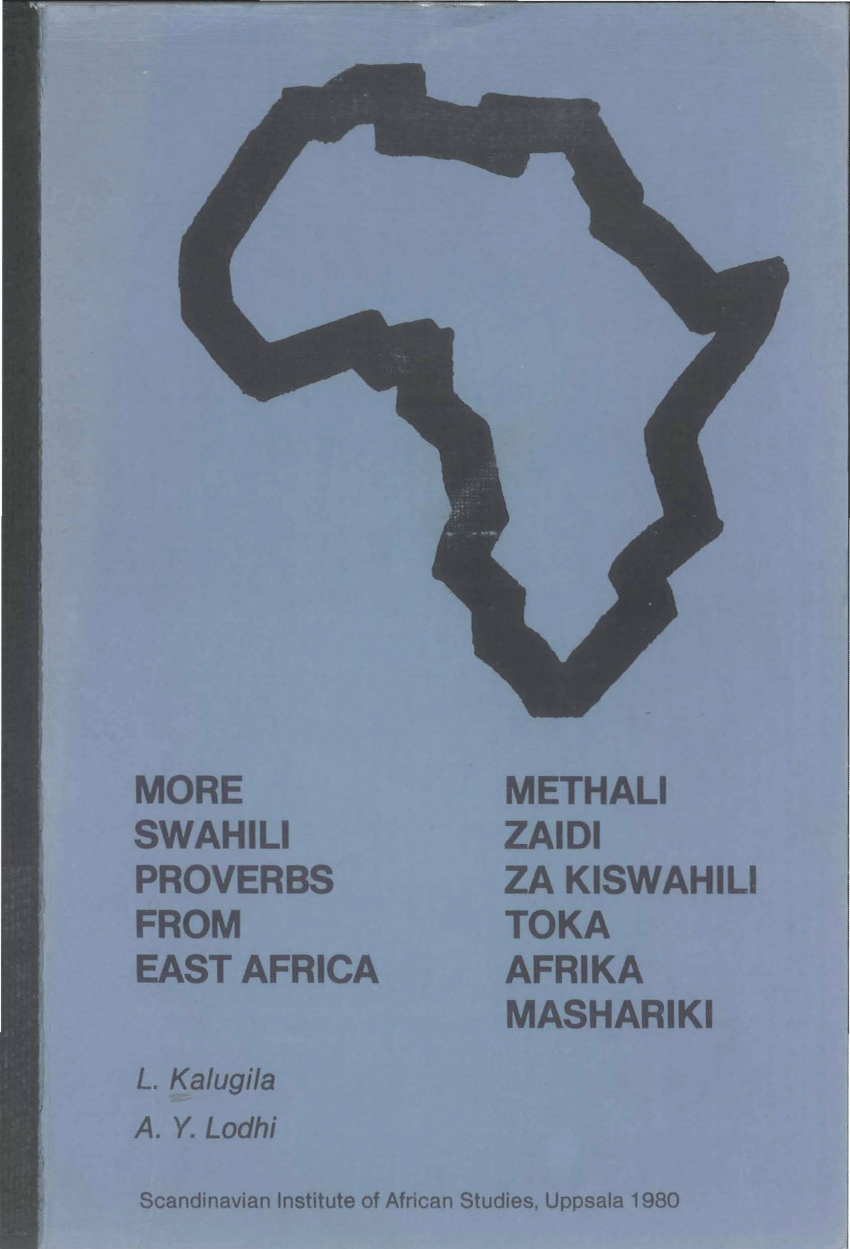 MORE
SWAHILI
PROVERBS
FROM
EAST AFRICA
METHALI
ZAIDI
ZA KISWAHILI
TOKA
AFRIKA
MASHARIKI
L. Kalugila
A. Y. Lodhi
Scandinavian Institute of African Studies, Uppsala 1980